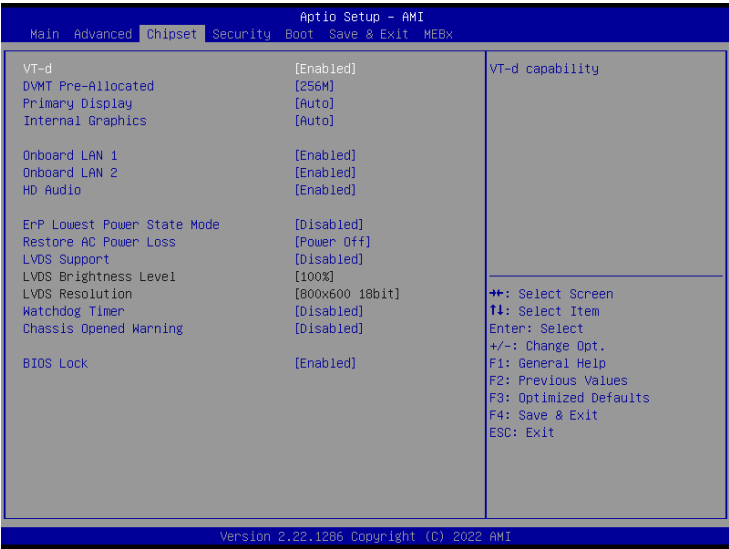 Aptio Setup – AMI
Main Advanced Chipset Security Boot Save & Exit MEBx
VT-d [Enabled] VT-d capability
DVMT Pre-Allocated [256M]
Primary Display [Auto]
Internal Graphics [Auto]
Onboard LAN 1 [Enabled]
Onboard LAN 2 [Enabled]
HD Audio [Enabled]
ErP Lowest Power State Mode [Disabled]
Restore AC Power Loss [Power Off]
LVDS Support [Disabled]
LVDS Brightness Level [100%]
LVDS Resolution [800x600 18bit] →←: Select Screen
Watchdog Timer [Disabled] ↑↓: Select Item
Chassis Opened Warning [Disabled] Enter: Select
+/-: Change Opt.
BIOS Lock [Enabled] F1: General Help
F2: Previous Values
F3: Optimized Defaults
F4: Save & Exit
ESC: Exit
Version 2.22.1286 Copyright (C) 2022 AMI